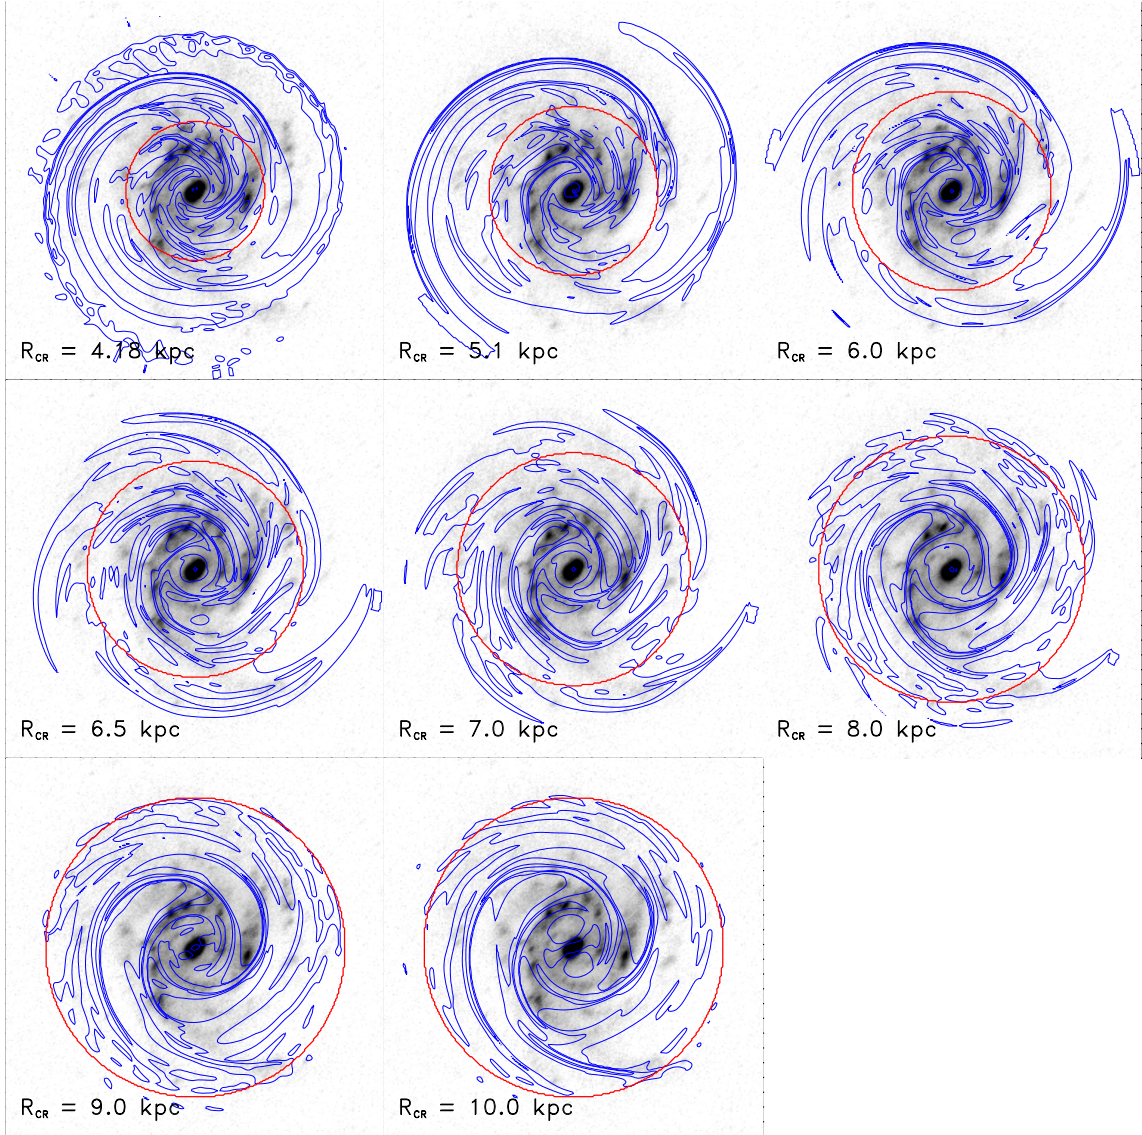 R_CR = 4.18 kpc
R_CR = 5.1 kpc
R_CR = 6.0 kpc
R_CR = 6.5 kpc
R_CR = 7.0 kpc
R_CR = 8.0 kpc
R_CR = 9.0 kpc
R_CR = 10.0 kpc